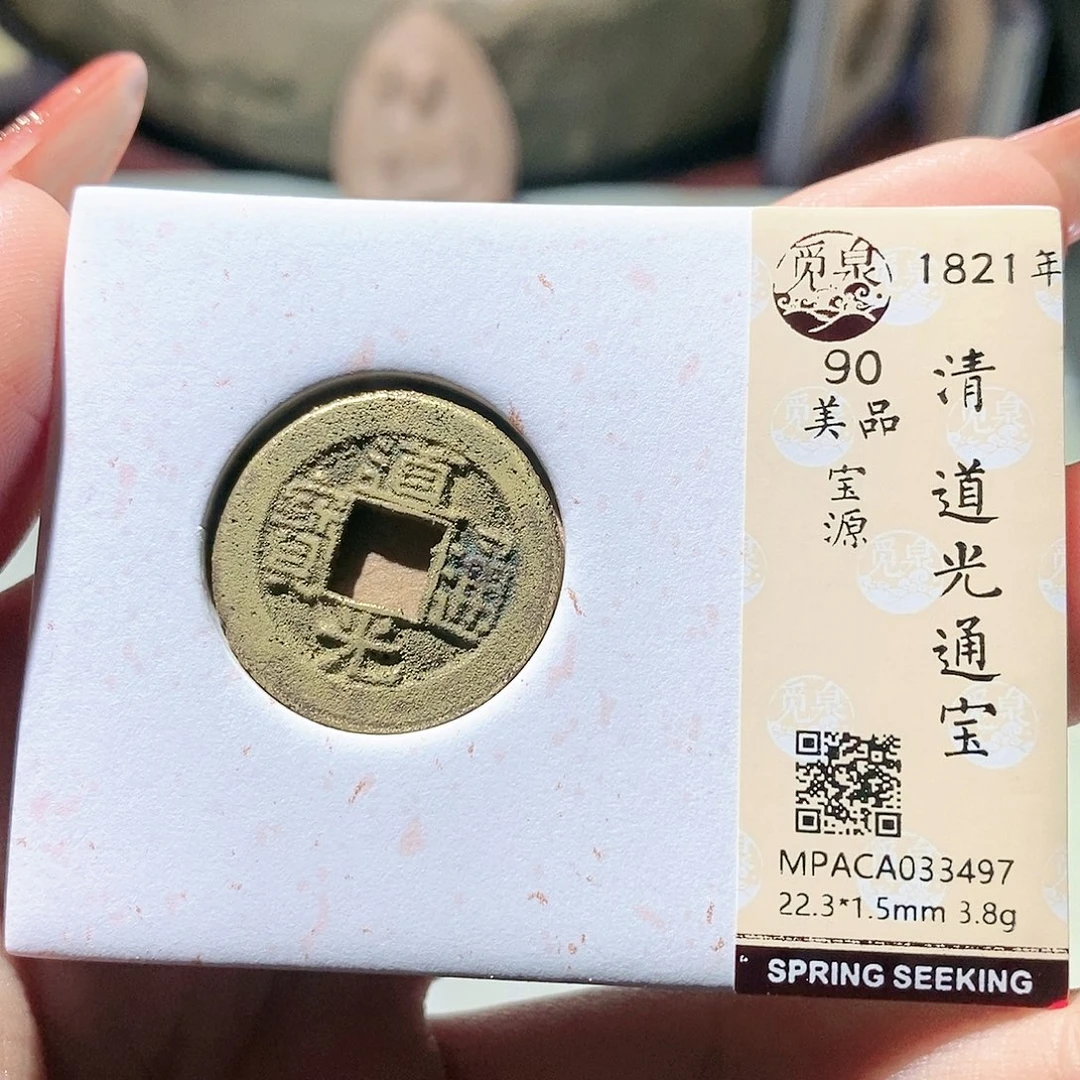 道光通寳
觅泉
1821年
90
美品
宝源
清道光通宝
MPACA033497
22.3*1.5mm 3.8g
SPRING SEEKING